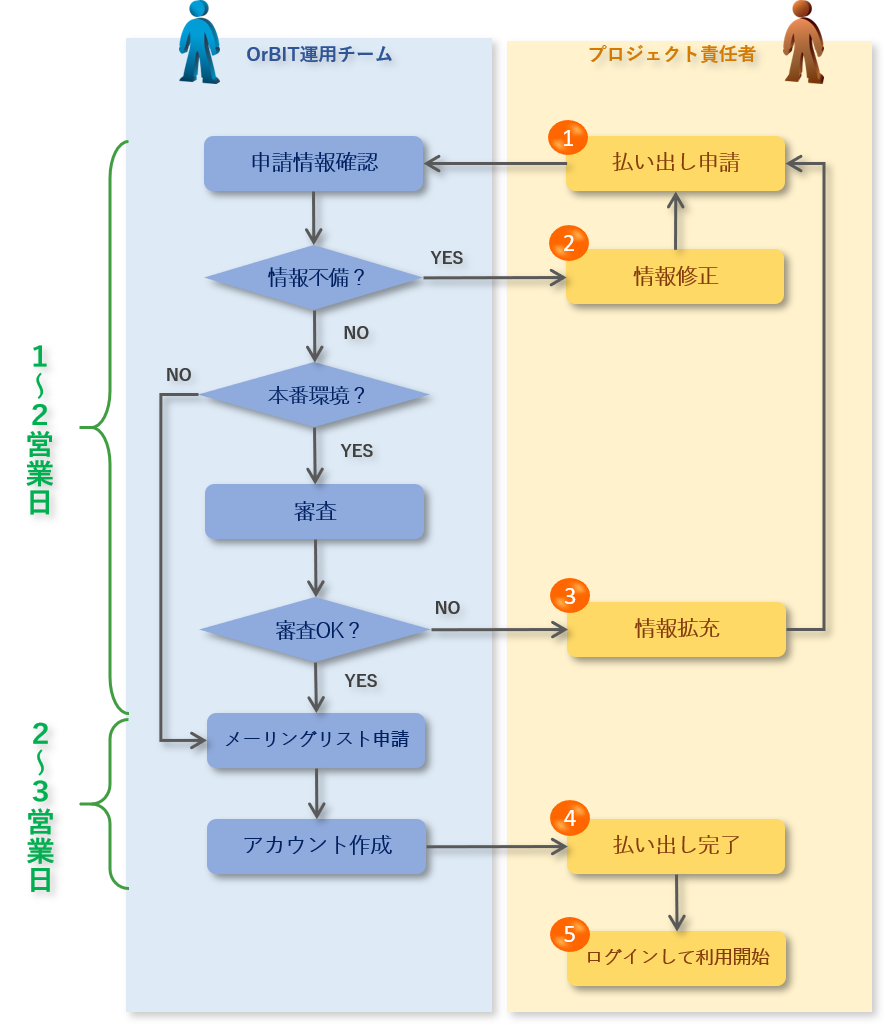 OrBIT運用チーム
プロジェクト責任者
1
申請情報確認
払い出し申請
2
情報不備？
YES
情報修正
NO
本番環境？
NO
YES
審査
3
審査OK？
NO
情報拡充
YES
メーリングリスト申請
4
アカウント作成
払い出し完了
5
ログインして利用開始
１～２営業日
２～３営業日